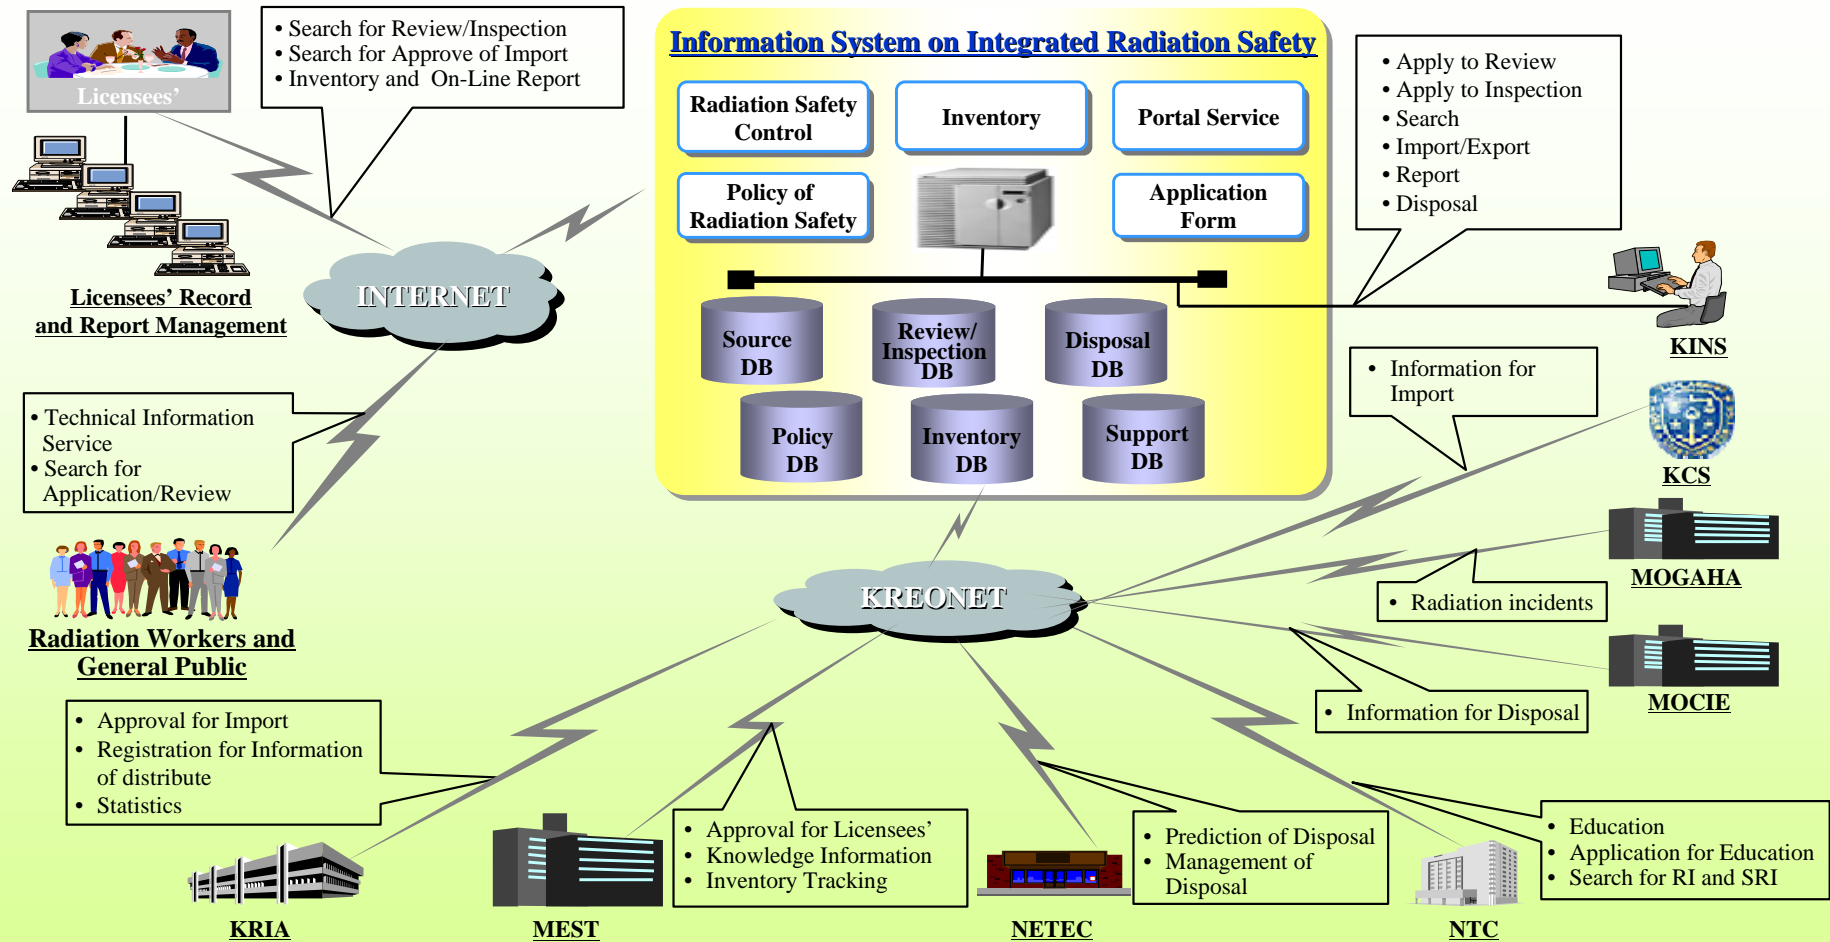 Licensees’
• Search for Review/Inspection
• Search for Approve of Import
• Inventory and On-Line Report
Information System on Integrated Radiation Safety
Radiation Safety
Control
Inventory
Portal Service
Policy of
Radiation Safety
Application
Form
• Apply to Review
• Apply to Inspection
• Search
• Import/Export
• Report
• Disposal
Licensees’ Record
and Report Management
INTERNET
Source
DB
Review/
Inspection
DB
Disposal
DB
Policy
DB
Inventory
DB
Support
DB
KINS
• Information for
Import
KCS
• Technical Information
Service
• Search for
Application/Review
Radiation Workers and
General Public
KREONET
MOGAHA
• Radiation incidents
MOCIE
• Information for Disposal
• Approval for Import
• Registration for Information
of distribute
• Statistics
KRIA
MEST
• Approval for Licensees’
• Knowledge Information
• Inventory Tracking
NETEC
• Prediction of Disposal
• Management of
Disposal
NTC
• Education
• Application for Education
• Search for RI and SRI